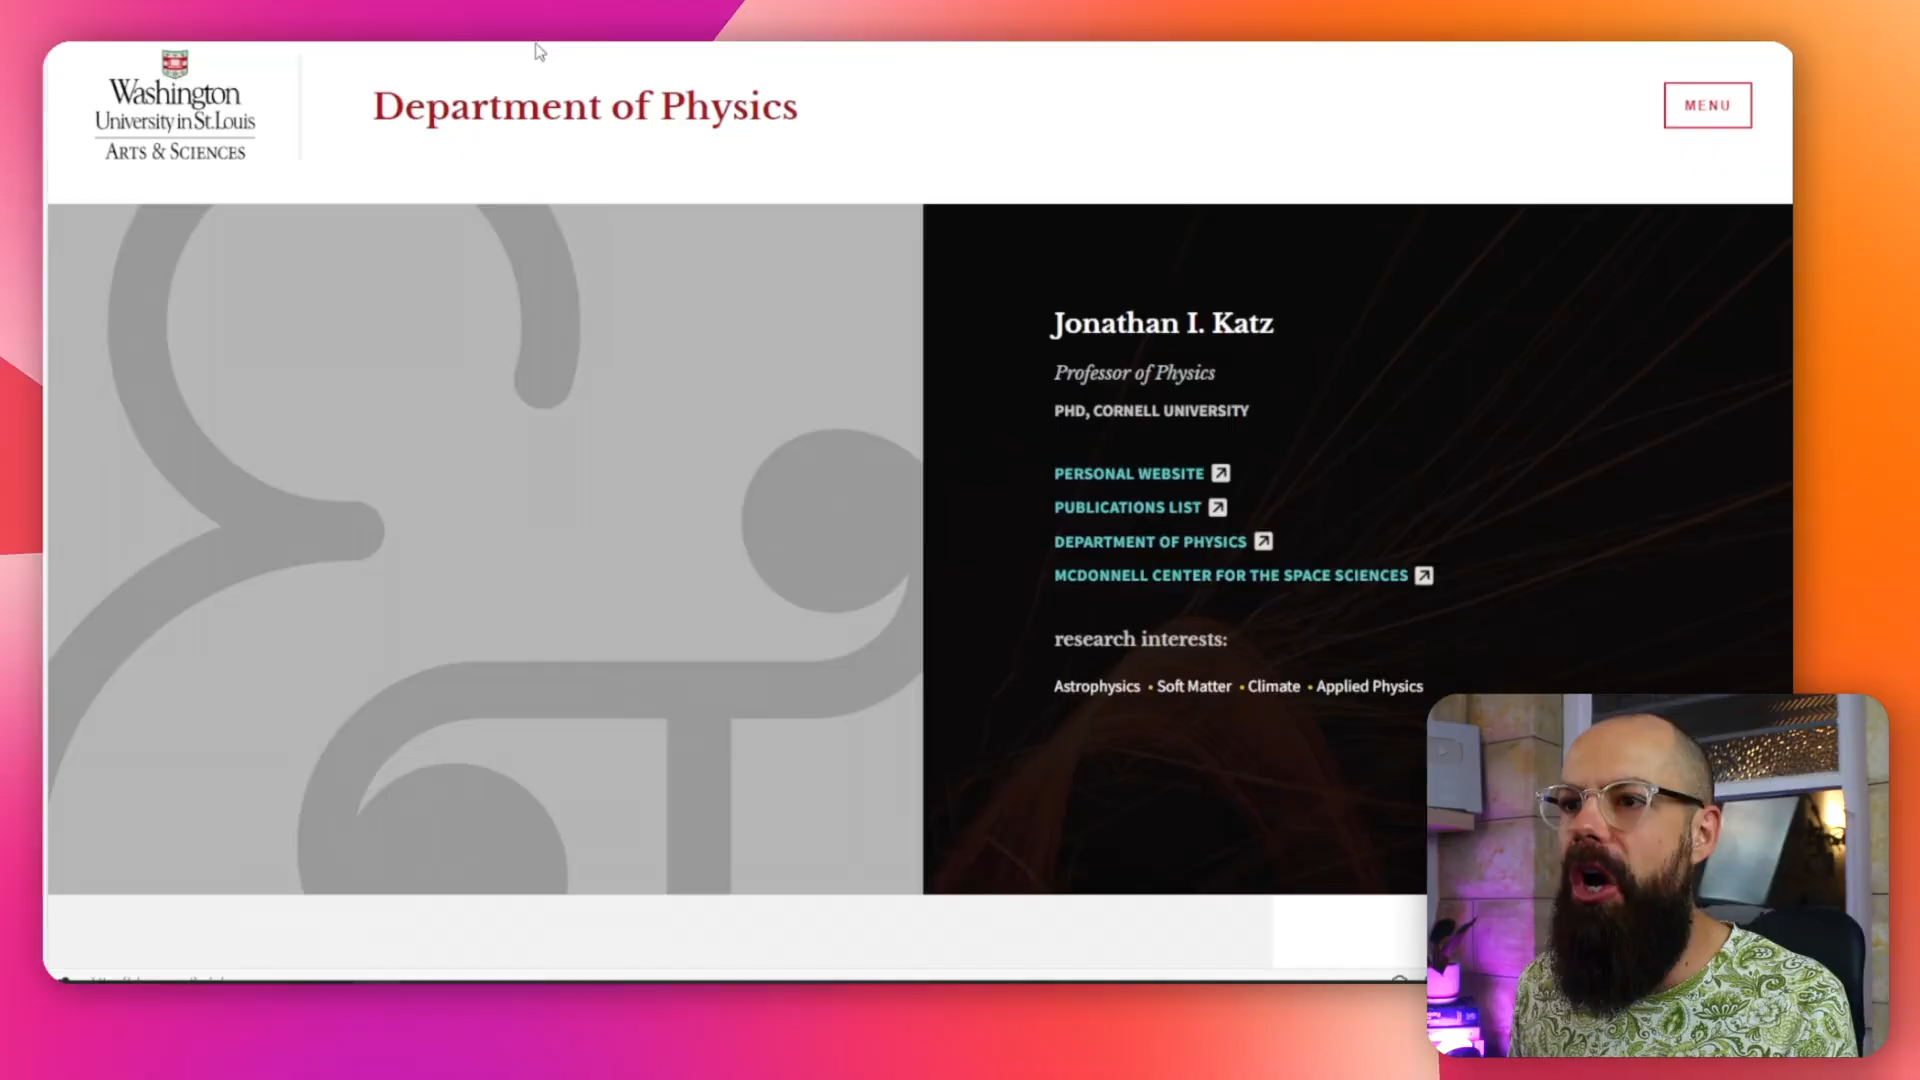 Washington
University in St. Louis
ARTS & SCIENCES
Department of Physics
MENU
Jonathan I. Katz
Professor of Physics
PHD, CORNELL UNIVERSITY
PERSONAL WEBSITE
PUBLICATIONS LIST
DEPARTMENT OF PHYSICS
MCDONNELL CENTER FOR THE SPACE SCIENCES
research interests:
Astrophysics • Soft Matter • Climate • Applied Physics